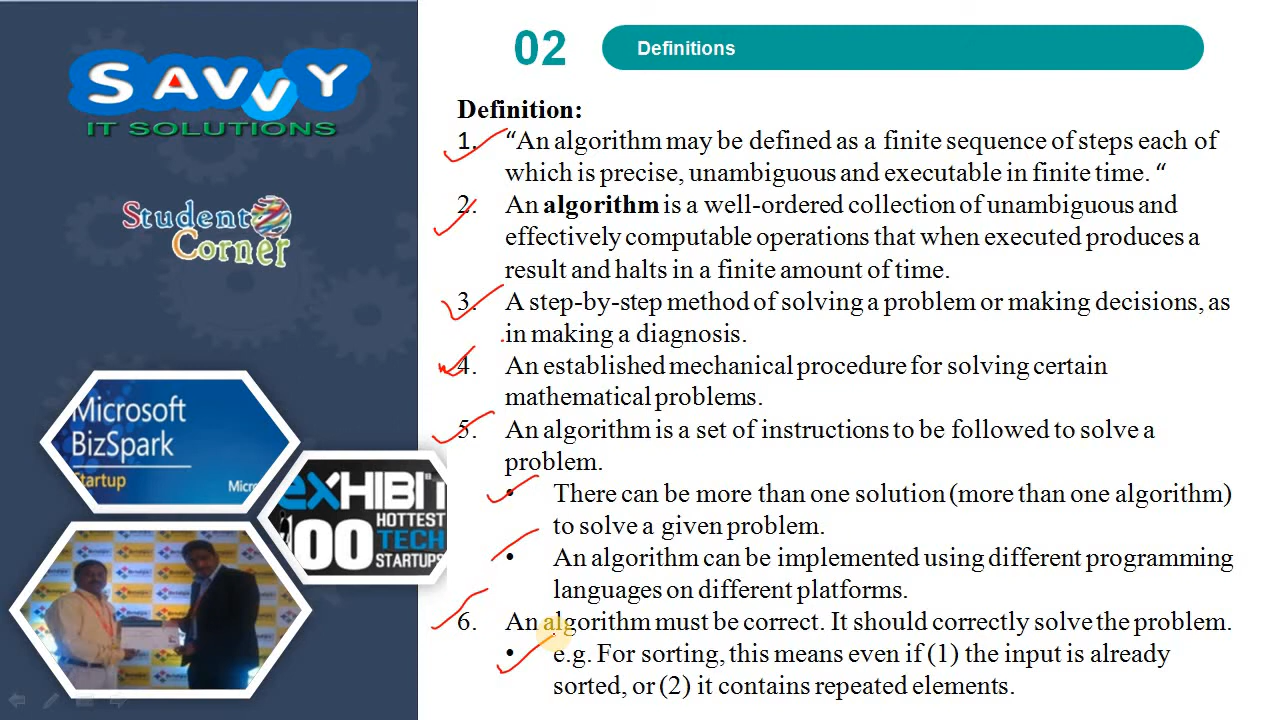 SAVVY
IT SOLUTIONS
Student
Corner
Microsoft
BizSpark
Startup
Micro
eXHIBIT
100
HOTTEST
TECH
STARTUPS
02
Definitions
Definition:
1. “An algorithm may be defined as a finite sequence of steps each of
which is precise, unambiguous and executable in finite time. “
2. An algorithm is a well-ordered collection of unambiguous and
effectively computable operations that when executed produces a
result and halts in a finite amount of time.
3. A step-by-step method of solving a problem or making decisions, as
in making a diagnosis.
4. An established mechanical procedure for solving certain
mathematical problems.
5. An algorithm is a set of instructions to be followed to solve a
problem.
• There can be more than one solution (more than one algorithm)
to solve a given problem.
• An algorithm can be implemented using different programming
languages on different platforms.
6. An algorithm must be correct. It should correctly solve the problem.
• e.g. For sorting, this means even if (1) the input is already
sorted, or (2) it contains repeated elements.